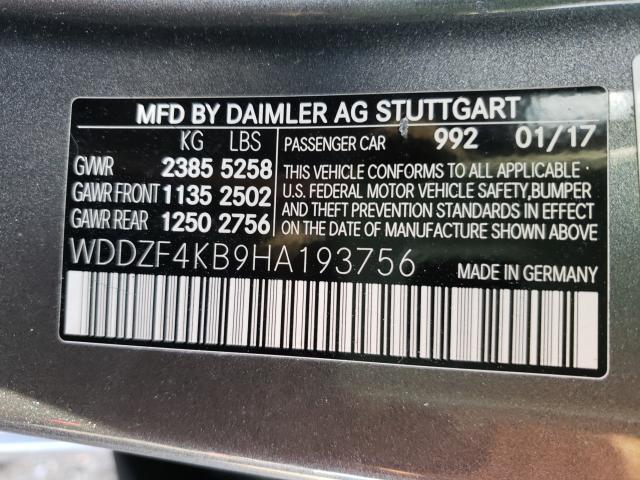 MFD BY DAIMLER AG STUTTGART
KG LBS PASSENGER CAR 992 01/17
GVWR 2385 5258
GAWR FRONT 1135 2502
GAWR REAR 1250 2756
THIS VEHICLE CONFORMS TO ALL APPLICABLE
U.S. FEDERAL MOTOR VEHICLE SAFETY,BUMPER
AND THEFT PREVENTION STANDARDS IN EFFECT
ON THE DATE OF MANUFACTURE SHOWN ABOVE.
WDDZF4KB9HA193756 MADE IN GERMANY